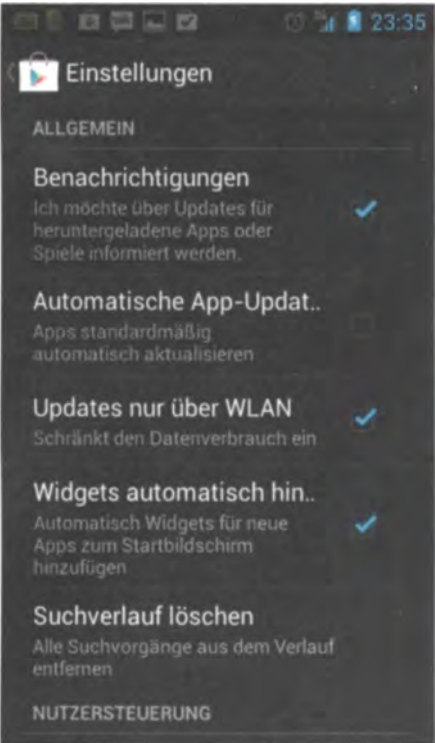 23:35
Einstellungen
ALLGEMEIN
Benachrichtigungen
Ich möchte über Updates für
heruntergeladene Apps oder
Spiele informiert werden.
Automatische App-Updat..
Apps standardmäßig
automatisch aktualisieren
Updates nur über WLAN
Schränkt den Datenverbrauch ein
Widgets automatisch hin..
Automatisch Widgets für neue
Apps zum Startbildschirm
hinzufügen
Suchverlauf löschen
Alle Suchvorgänge aus dem Verlauf
entfernen
NUTZERSTEUERUNG